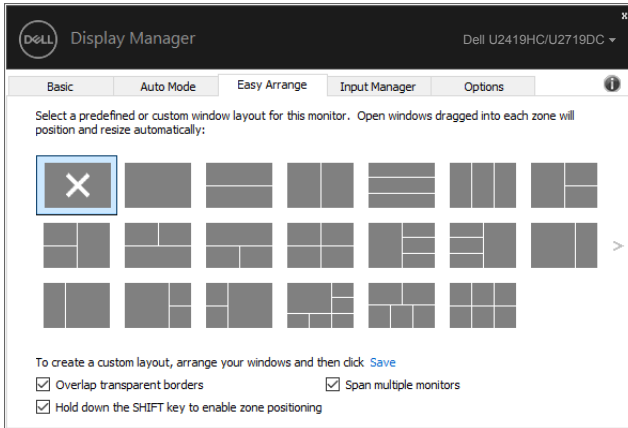 x
DELL Display Manager
Dell U2419HC/U2719DC
Basic Auto Mode Easy Arrange Input Manager Options i
Select a predefined or custom window layout for this monitor. Open windows dragged into each zone will
position and resize automatically:
>
To create a custom layout, arrange your windows and then click Save
Overlap transparent borders Span multiple monitors
Hold down the SHIFT key to enable zone positioning